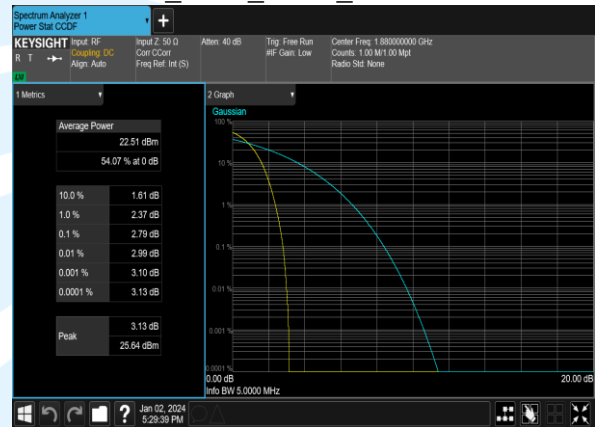 Spectrum Analyzer 1
Power Stat CCDF
+
KEYSIGHT
R T
LV
Input: RF
Coupling: DC
Align: Auto
Input Z: 50 Ω
Corr CCorr
Freq Ref: Int (S)
Atten: 40 dB
Trig: Free Run
#IF Gain: Low
Center Freq: 1.880000000 GHz
Counts: 1.00 M/1.00 Mpt
Radio Std: None
1 Metrics
Average Power
22.51 dBm
54.07 % at 0 dB
10.0 % 1.61 dB
1.0 % 2.37 dB
0.1 % 2.79 dB
0.01 % 2.99 dB
0.001 % 3.10 dB
0.0001 % 3.13 dB
Peak
3.13 dB
25.64 dBm
2 Graph
Gaussian
100 %
10 %
1 %
0.1 %
0.01 %
0.001 %
0.0001 %
0.00 dB 20.00 dB
Info BW 5.0000 MHz
?
Jan 02, 2024
5:29:39 PM